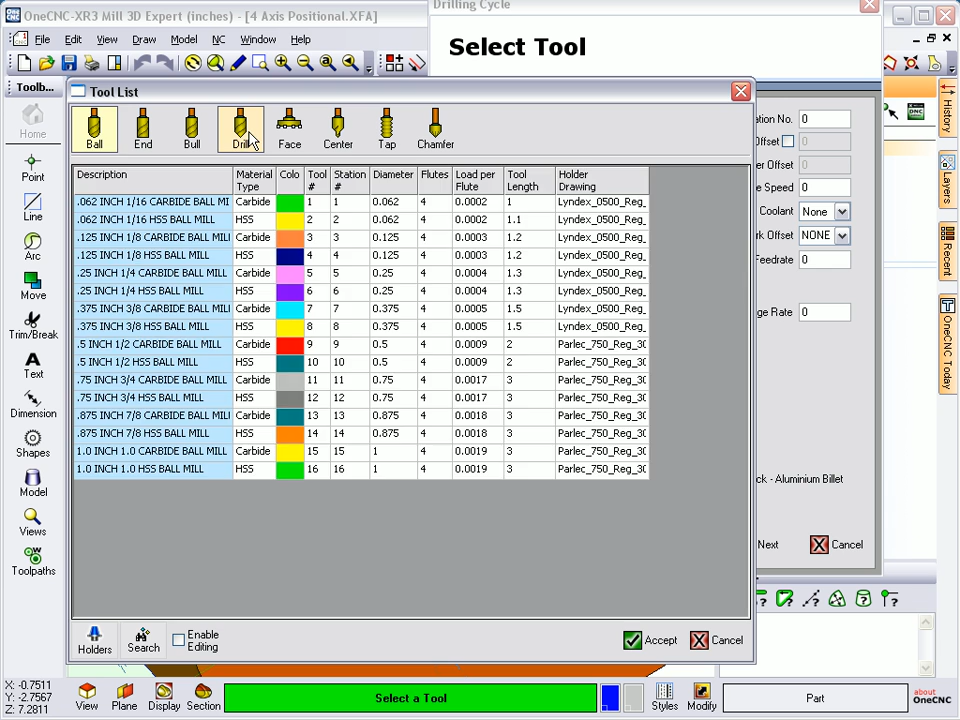 OneCNC-XR3 Mill 3D Expert (inches) - [4 Axis Positional.XFA]
Drilling Cycle
Select Tool
File Edit View Draw Model NC Window Help
Toolb...
Home
Point
Line
Arc
Move
Trim/Break
Text
Dimension
Shapes
Model
Views
Toolpaths
Tool List
Ball End Bull Drill Face Center Tap Chamfer
Description Material Type Colo Tool # Station # Diameter Flutes Load per Flute Tool Length Holder Drawing
.062 INCH 1/16 CARBIDE BALL MI Carbide 1 1 0.062 4 0.0002 1 Lyndex_0500_Reg_
.062 INCH 1/16 HSS BALL MILL HSS 2 2 0.062 4 0.0002 1.1 Lyndex_0500_Reg_
.125 INCH 1/8 CARBIDE BALL MILI Carbide 3 3 0.125 4 0.0003 1.2 Lyndex_0500_Reg_
.125 INCH 1/8 HSS BALL MILL HSS 4 4 0.125 4 0.0003 1.2 Lyndex_0500_Reg_
.25 INCH 1/4 CARBIDE BALL MILL Carbide 5 5 0.25 4 0.0004 1.3 Lyndex_0500_Reg_
.25 INCH 1/4 HSS BALL MILL HSS 6 6 0.25 4 0.0004 1.3 Lyndex_0500_Reg_
.375 INCH 3/8 CARBIDE BALL MILI Carbide 7 7 0.375 4 0.0005 1.5 Lyndex_0500_Reg_
.375 INCH 3/8 HSS BALL MILL HSS 8 8 0.375 4 0.0005 1.5 Lyndex_0500_Reg_
.5 INCH 1/2 CARBIDE BALL MILL Carbide 9 9 0.5 4 0.0009 2 Parlec_750_Reg_30
.5 INCH 1/2 HSS BALL MILL HSS 10 10 0.5 4 0.0009 2 Parlec_750_Reg_30
.75 INCH 3/4 CARBIDE BALL MILL Carbide 11 11 0.75 4 0.0017 3 Parlec_750_Reg_30
.75 INCH 3/4 HSS BALL MILL HSS 12 12 0.75 4 0.0017 3 Parlec_750_Reg_30
.875 INCH 7/8 CARBIDE BALL MILI Carbide 13 13 0.875 4 0.0018 3 Parlec_750_Reg_30
.875 INCH 7/8 HSS BALL MILL HSS 14 14 0.875 4 0.0018 3 Parlec_750_Reg_30
1.0 INCH 1.0 CARBIDE BALL MILL Carbide 15 15 1 4 0.0019 3 Parlec_750_Reg_30
1.0 INCH 1.0 HSS BALL MILL HSS 16 16 1 4 0.0019 3 Parlec_750_Reg_30
Holders Search Enable Editing Accept Cancel
ation No. 0
Offset 0
er Offset 0
e Speed 0
Coolant None
rk Offset NONE
Feedrate 0
ge Rate 0
ck - Aluminium Billet
Next Cancel
History
Layers
Recent
OneCNC Today
X: -0.7511
Y: -2.7567
Z: 7.2811
View Plane Display Section Select a Tool Styles Modify Part about OneCNC